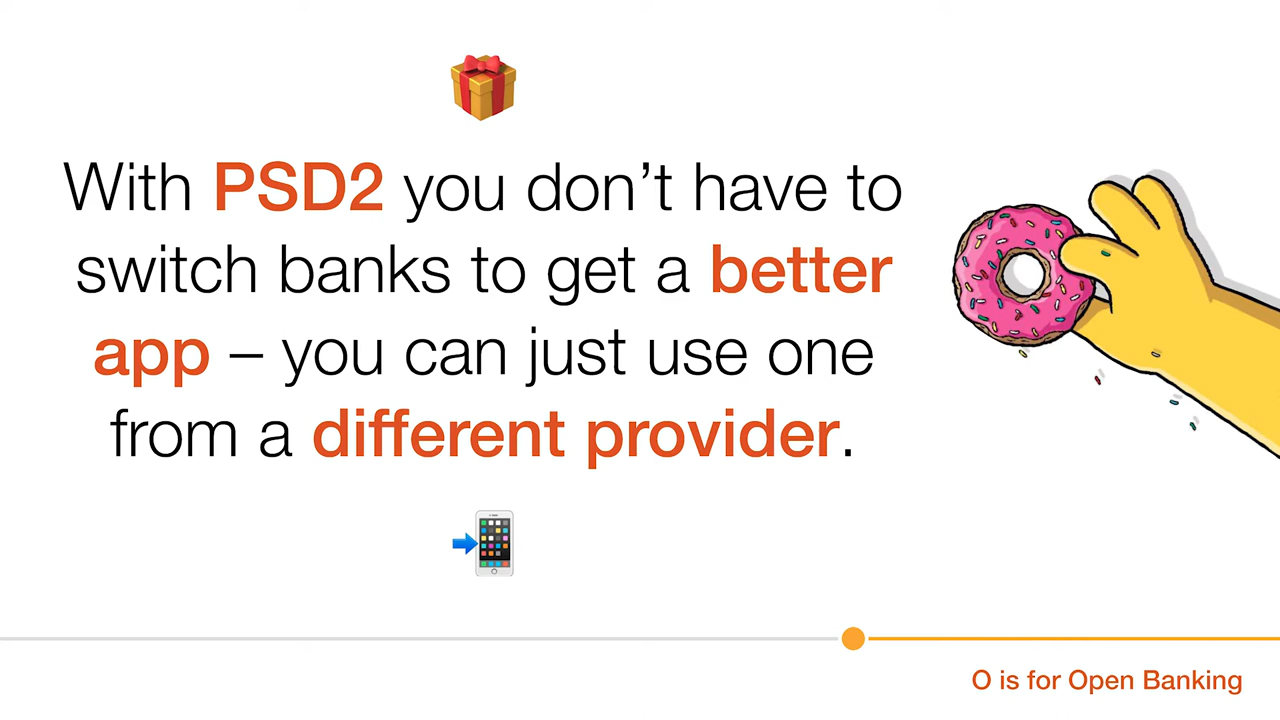 With PSD2 you don’t have to
switch banks to get a better
app – you can just use one
from a different provider.
O is for Open Banking